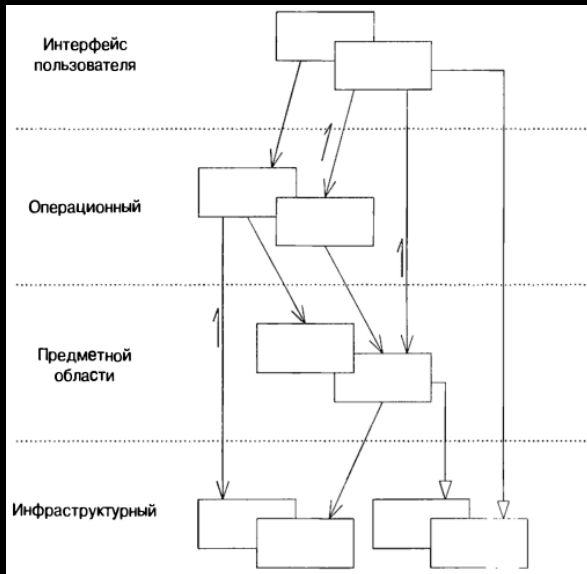 Интерфейс
пользователя
Операционный
Предметной
области
Инфраструктурный